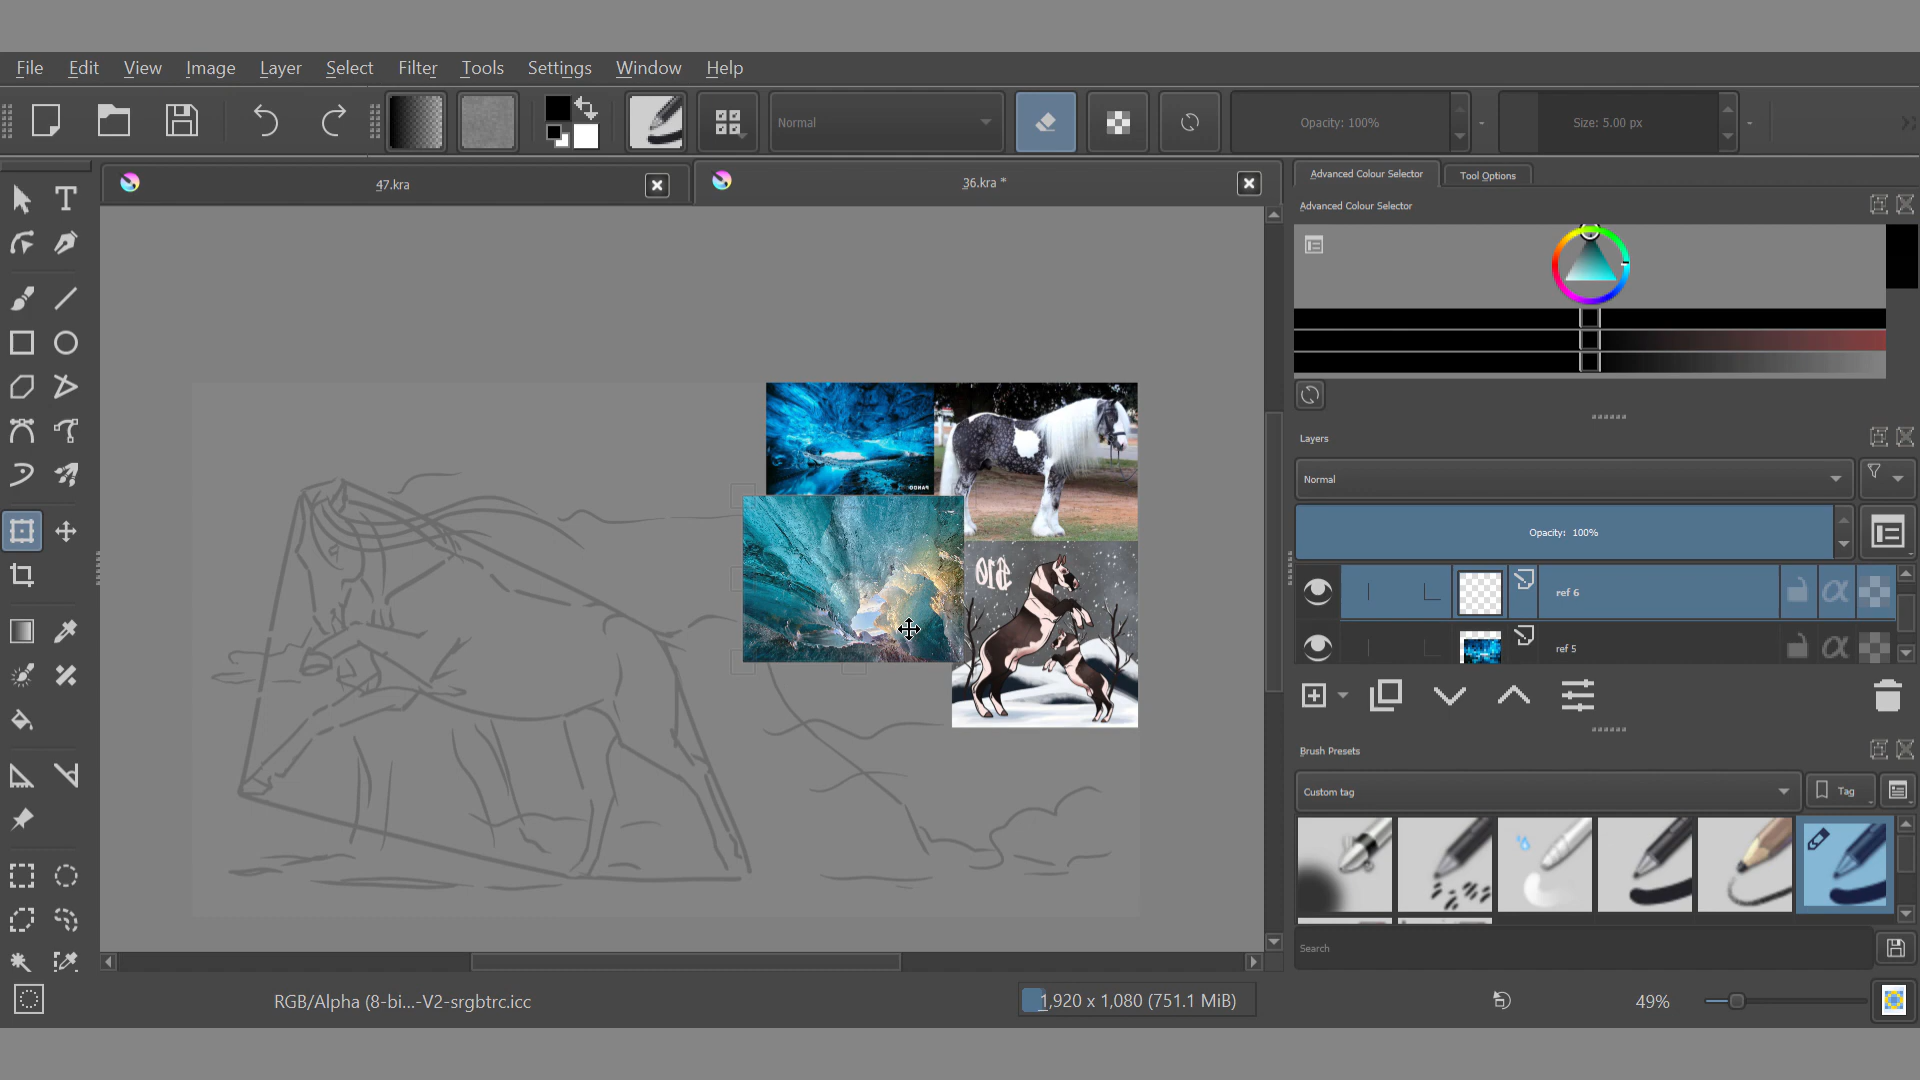 File Edit View Image Layer Select Filter Tools Settings Window Help
Normal
Opacity: 100%
Size: 5.00 px
47.kra
36.kra *
Advanced Colour Selector
Tool Options
Advanced Colour Selector
PANDO
$10
Layers
Normal
Opacity: 100%
ref 6
ref 5
Brush Presets
Custom tag
Tag
Search
RGB/Alpha (8-bi...-V2-srgbtrc.icc
1,920 x 1,080 (751.1 MiB)
49%